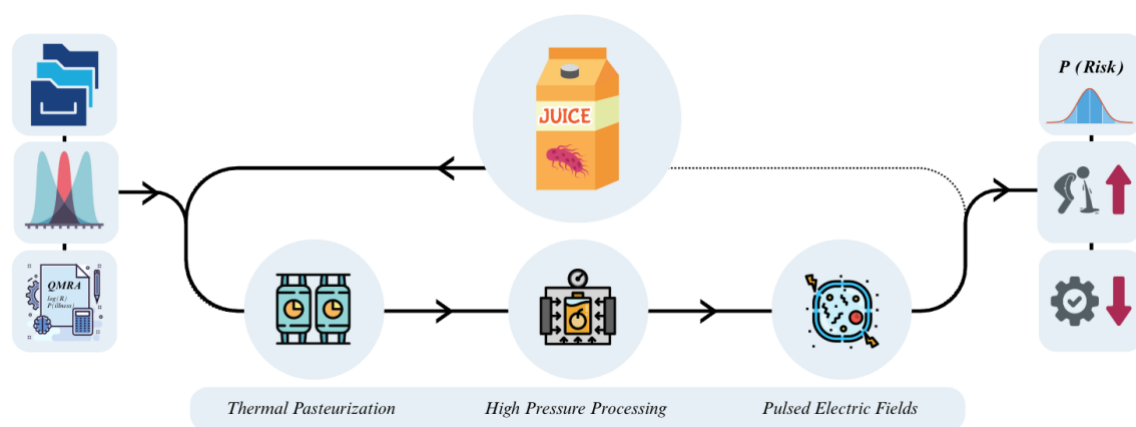 P (Risk)
JUICE
QMRA
log(R)
P(illness)
Thermal Pasteurization
High Pressure Processing
Pulsed Electric Fields